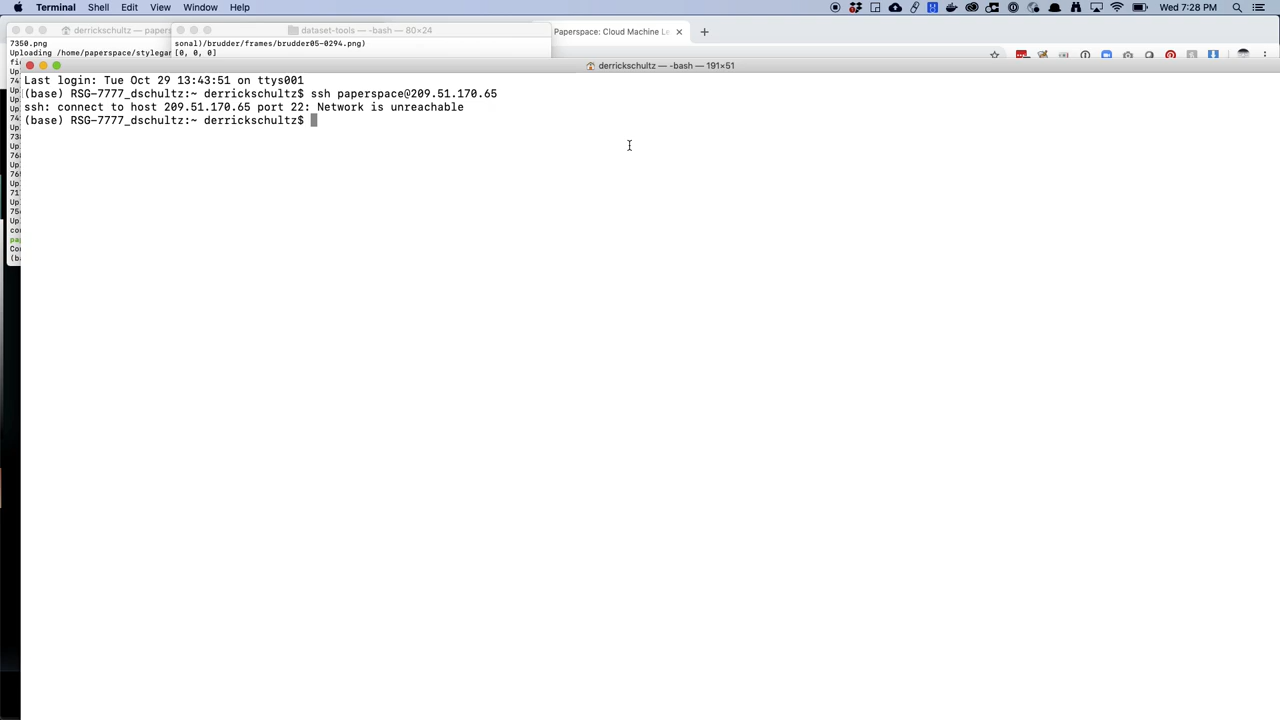 Terminal Shell Edit View Window Help Wed 7:28 PM
derrickschultz — papers
dataset-tools — -bash — 80×24
Paperspace: Cloud Machine Le
7350.png
Uploading /home/paperspace/stylegan
sonal)/brudder/frames/brudder05-0294.png)
[0, 0, 0]
derrickschultz — -bash — 191×51
Last login: Tue Oct 29 13:43:51 on ttys001
(base) RSG-7777_dschultz:~ derrickschultz$ ssh paperspace@209.51.170.65
ssh: connect to host 209.51.170.65 port 22: Network is unreachable
(base) RSG-7777_dschultz:~ derrickschultz$